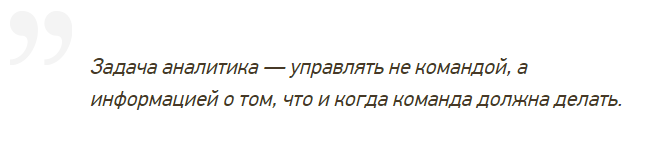 Задача аналитика — управлять не командой, а
информацией о том, что и когда команда должна делать.